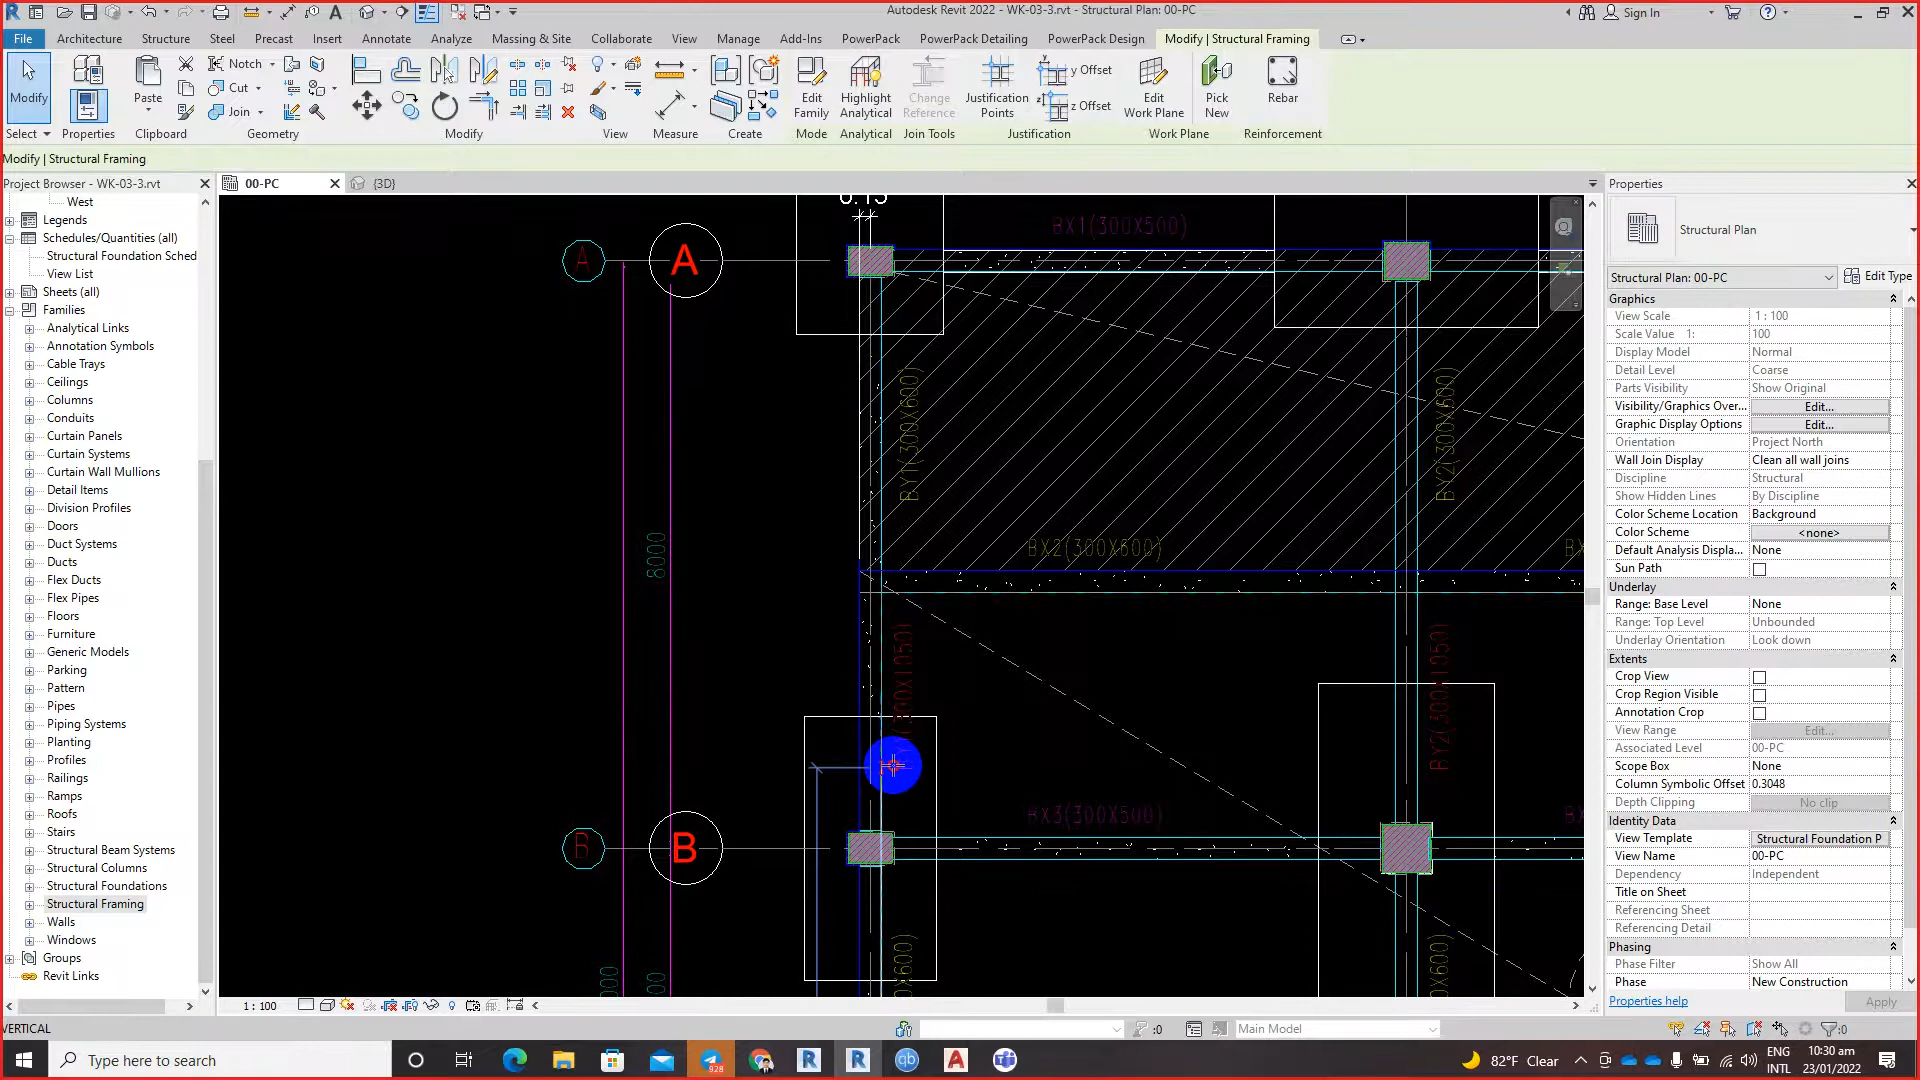 Autodesk Revit 2022 - WK-03-3.rvt - Structural Plan: 00-PC
Sign In
File Architecture Structure Steel Precast Insert Annotate Analyze Massing & Site Collaborate View Manage Add-Ins PowerPack PowerPack Detailing PowerPack Design Modify | Structural Framing
Modify
Paste
Notch
Cut
Join
Edit Family
Highlight Analytical
Change Reference
Justification Points
y Offset
z Offset
Edit Work Plane
Pick New
Rebar
Select Properties Clipboard Geometry Modify View Measure Create Mode Analytical Join Tools Justification Work Plane Reinforcement
Modify | Structural Framing
Project Browser - WK-03-3.rvt
West
Legends
Schedules/Quantities (all)
Structural Foundation Sched
View List
Sheets (all)
Families
Analytical Links
Annotation Symbols
Cable Trays
Ceilings
Columns
Conduits
Curtain Panels
Curtain Systems
Curtain Wall Mullions
Detail Items
Division Profiles
Doors
Duct Systems
Ducts
Flex Ducts
Flex Pipes
Floors
Furniture
Generic Models
Parking
Pattern
Pipes
Piping Systems
Planting
Profiles
Railings
Ramps
Roofs
Stairs
Structural Beam Systems
Structural Columns
Structural Foundations
Structural Framing
Walls
Windows
Groups
Revit Links
00-PC
{3D}
0.15
BX1(300X500)
A
A
BY1(300X600)
BY2(300X600)
8000
BX2(300X600)
BX
BY2(300X1050)
BX3(300X500)
BX
B
B
Properties
Structural Plan
Structural Plan: 00-PC
Edit Type
Graphics
View Scale 1 : 100
Scale Value 1: 100
Display Model Normal
Detail Level Coarse
Parts Visibility Show Original
Visibility/Graphics Over... Edit...
Graphic Display Options Edit...
Orientation Project North
Wall Join Display Clean all wall joins
Discipline Structural
Show Hidden Lines By Discipline
Color Scheme Location Background
Color Scheme <none>
Default Analysis Displa... None
Sun Path
Underlay
Range: Base Level None
Range: Top Level Unbounded
Underlay Orientation Look down
Extents
Crop View
Crop Region Visible
Annotation Crop
View Range Edit...
Associated Level 00-PC
Scope Box None
Column Symbolic Offset 0.3048
Depth Clipping No clip
Identity Data
View Template Structural Foundation P
View Name 00-PC
Dependency Independent
Title on Sheet
Referencing Sheet
Referencing Detail
Phasing
Phase Filter Show All
Phase New Construction
Properties help
Apply
1 : 100
VERTICAL
:0
Main Model
:0
Type here to search
928
82°F Clear
ENG
INTL
10:30 am
23/01/2022